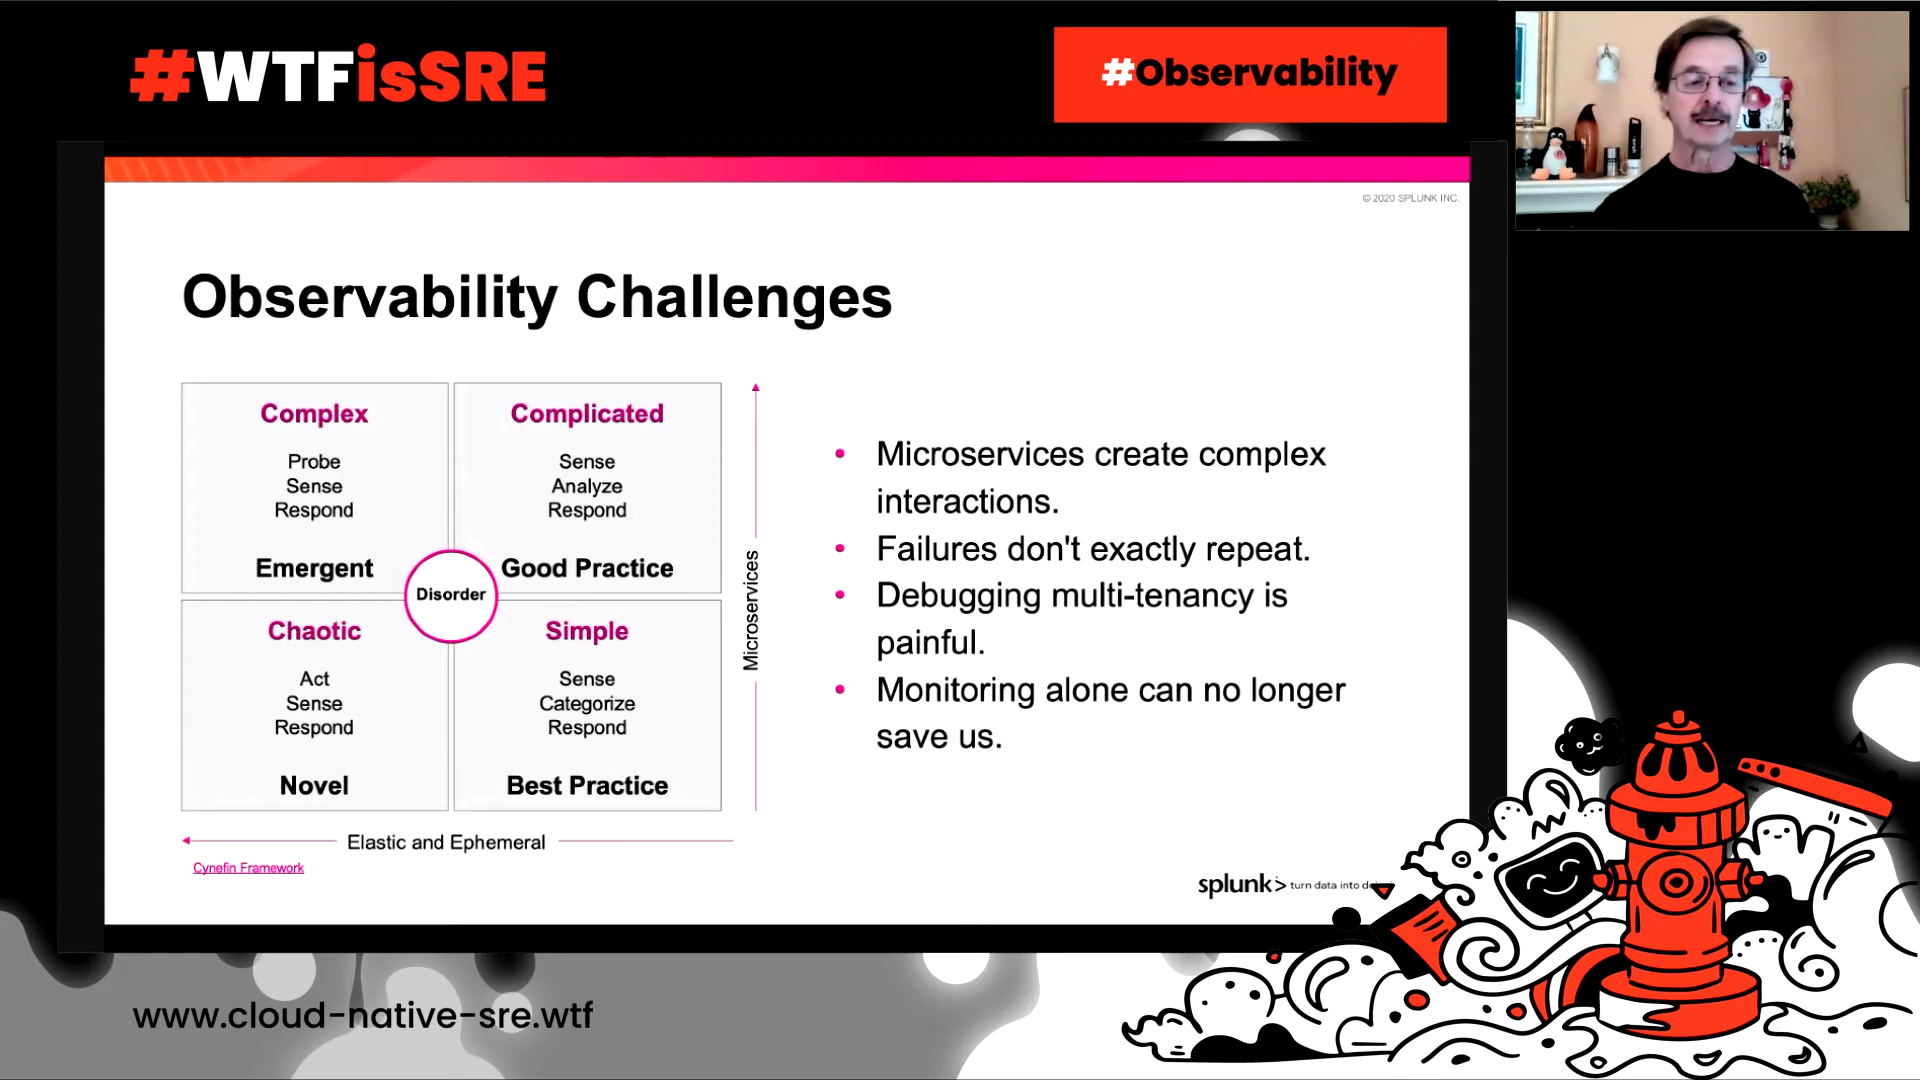 #WTFisSRE
#Observability
© 2020 SPLUNK INC.
Observability Challenges
Complex
Probe
Sense
Respond
Emergent
Complicated
Sense
Analyze
Respond
Good Practice
Disorder
Chaotic
Act
Sense
Respond
Novel
Simple
Sense
Categorize
Respond
Best Practice
Microservices
Elastic and Ephemeral
Cynefin Framework
• Microservices create complex
interactions.
• Failures don't exactly repeat.
• Debugging multi-tenancy is
painful.
• Monitoring alone can no longer
save us.
splunk> turn data into
www.cloud-native-sre.wtf